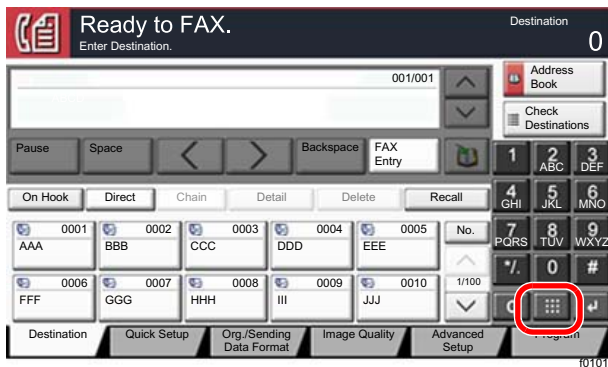 Ready to FAX.
Enter Destination.
Destination
0
001/001
Address
Book
Check
Destinations
Pause
Space
Backspace
FAX
Entry
1
2
ABC
3
DEF
On Hook
Direct
Chain
Detail
Delete
Recall
4
GHI
5
JKL
6
MNO
0001
AAA
0002
BBB
0003
CCC
0004
DDD
0005
EEE
No.
7
PQRS
8
TUV
9
WXYZ
0006
FFF
0007
GGG
0008
HHH
0009
III
0010
JJJ
1/100
*/.
0
#
C
Destination
Quick Setup
Org./Sending
Data Format
Image Quality
Advanced
Setup
f0101